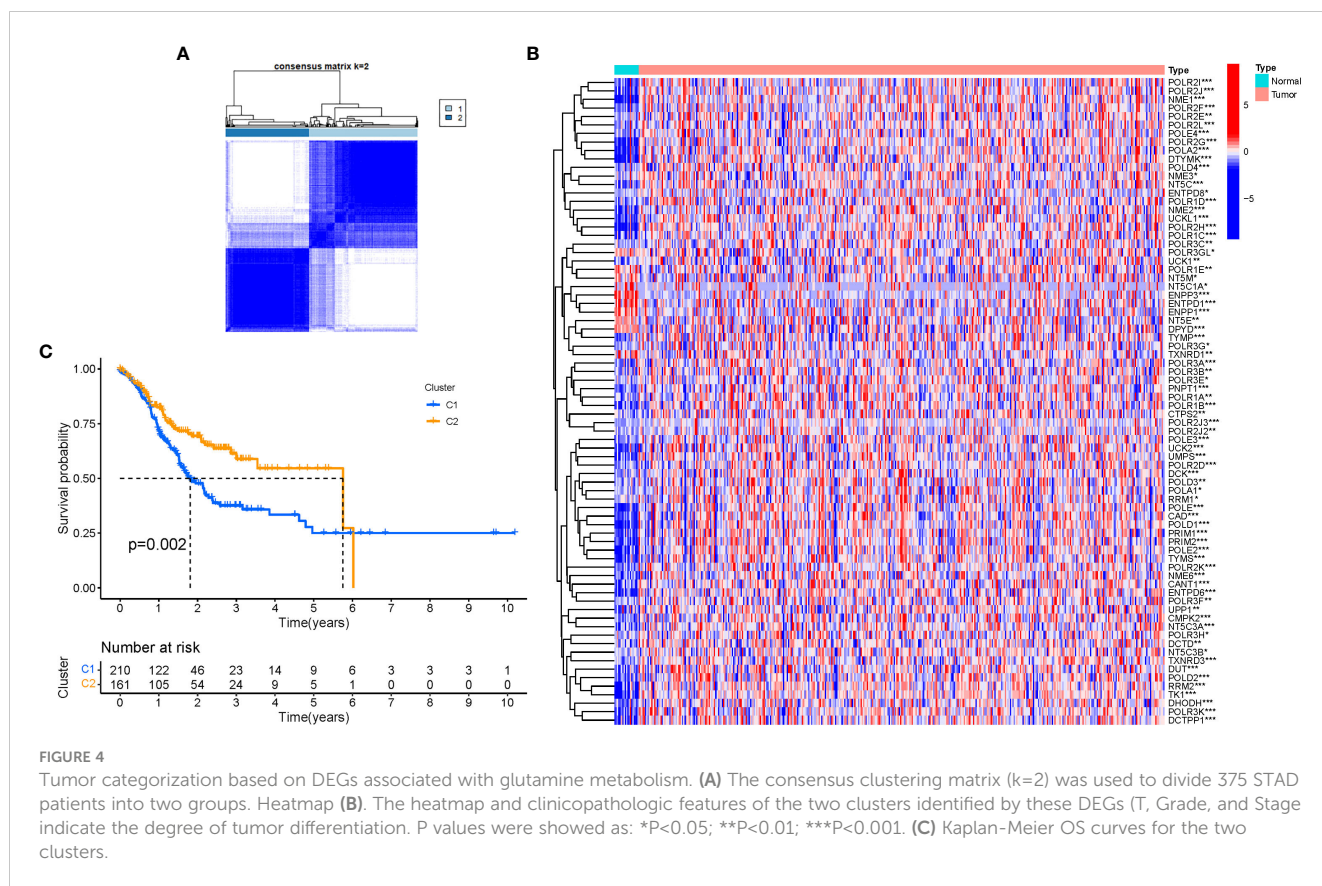 A
consensus matrix k=2
1
2
B
Type
POLR2I***
POLR2J***
NME1***
POLR2F***
POLR2E**
POLR2L***
POLE4***
POLR2G***
POLA2***
DTYMK***
POLD4***
NME3*
NT5C***
ENTPD8*
POLR1D***
NME2***
UCKL1***
POLR2H***
POLR1C***
POLR3C**
POLR3GL*
UCK1**
POLR1E**
NT5M*
NT5C1A*
ENPP3***
ENTPD1***
ENPP1***
NT5E**
DPYD***
TYMP***
POLR3G*
TXNRD1**
POLR3A***
POLR3B**
POLR3E*
PNPT1***
POLR1A**
POLR1B***
CTPS2**
POLR2J3***
POLR2J2**
POLE3***
UCK2***
UMPS***
POLR2D***
DCK***
POLD3**
POLA1*
RRM1*
POLE***
CAD***
POLD1***
PRIM1***
PRIM2***
POLE2***
TYMS***
POLR2K***
NME6***
CANT1***
ENTPD6***
POLR3F**
UPP1**
CMPK2***
NT5C3A***
POLR3H*
DCTD**
NT5C3B*
TXNRD3***
DUT***
POLD2***
RRM2***
TK1***
DHODH***
POLR3K***
DCTPP1***
5
0
−5
Type
Normal
Tumor
C
Survival probability
1.00
0.75
0.50
0.25
0.00
p=0.002
Cluster
C1
C2
0 1 2 3 4 5 6 7 8 9 10
Time(years)
Number at risk
Cluster
C1 210 122 46 23 14 9 6 3 3 3 1
C2 161 105 54 24 9 5 1 0 0 0 0
0 1 2 3 4 5 6 7 8 9 10
Time(years)
FIGURE 4
Tumor categorization based on DEGs associated with glutamine metabolism. (A) The consensus clustering matrix (k=2) was used to divide 375 STAD
patients into two groups. Heatmap (B). The heatmap and clinicopathologic features of the two clusters identified by these DEGs (T, Grade, and Stage
indicate the degree of tumor differentiation. P values were showed as: *P<0.05; **P<0.01; ***P<0.001. (C) Kaplan-Meier OS curves for the two
clusters.